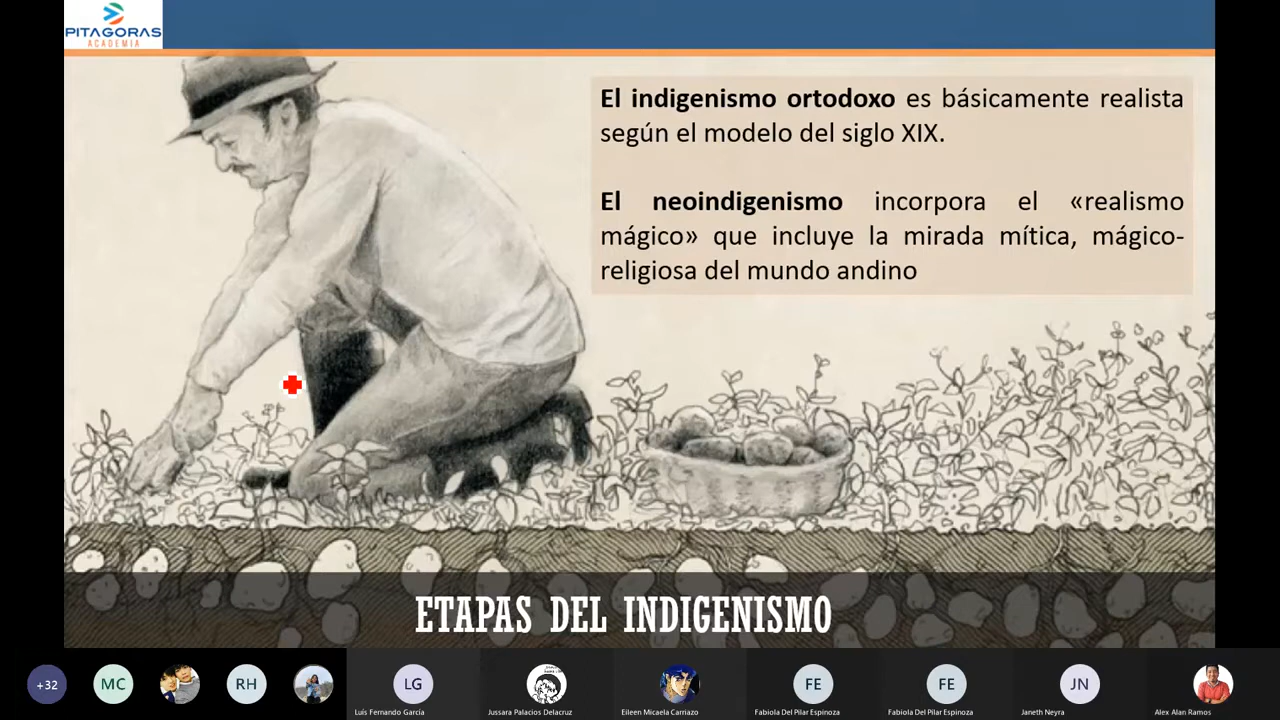 PITAGORAS
ACADEMIA
El indigenismo ortodoxo es básicamente realista
según el modelo del siglo XIX.
El neoindigenismo incorpora el «realismo
mágico» que incluye la mirada mítica, mágico-
religiosa del mundo andino
ETAPAS DEL INDIGENISMO
+32
MC
RH
LG
FE
FE
JN
Luis Fernando García
Jussara Palacios Delacruz
Eileen Micaela Carriazo
Fabiola Del Pilar Espinoza
Fabiola Del Pilar Espinoza
Janeth Neyra
Alex Alan Ramos